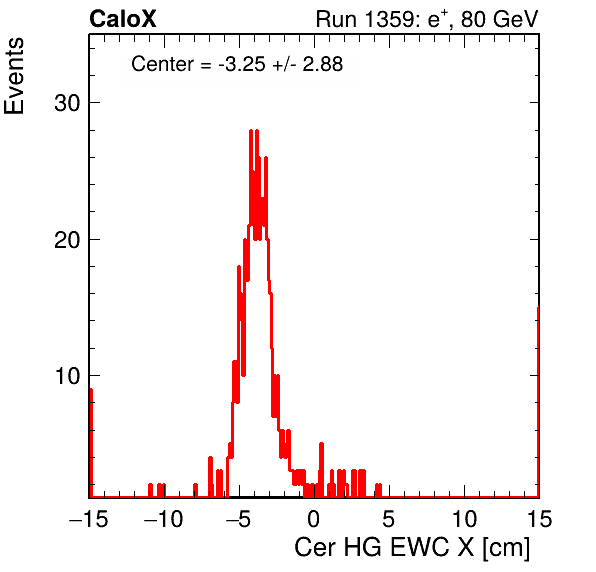 CaloX Run 1359: e⁺, 80 GeV
Center = -3.25 +/- 2.88
Events
30
20
10
−15 −10 −5 0 5 10 15
Cer HG EWC X [cm]